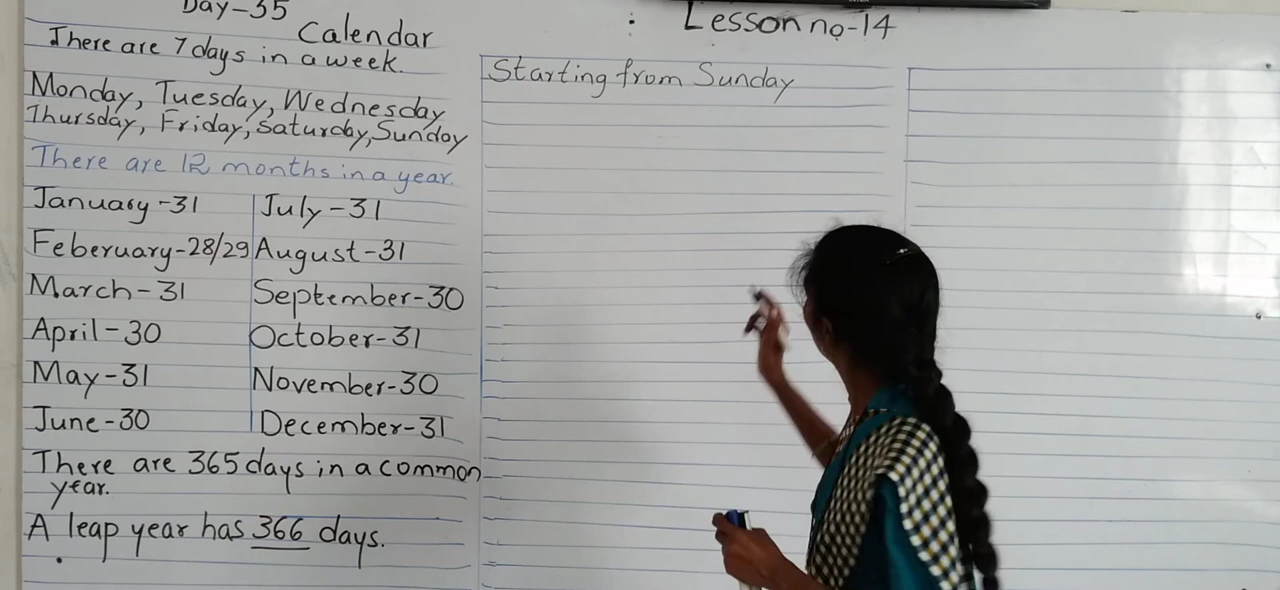 Day-35
Calendar
: Lesson no-14
There are 7 days in a week.
Monday, Tuesday, Wednesday
Thursday, Friday, Saturday, Sunday
There are 12 months in a year.
January-31
Feberuary-28/29
March-31
April-30
May-31
June-30
July-31
August-31
September-30
October-31
November-30
December-31
There are 365 days in a common
year.
A leap year has 366 days.
Starting from Sunday